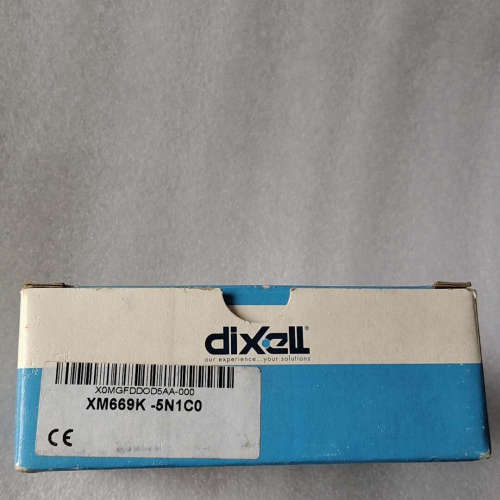 dixell
our experience...your solutions
X0MGFDDOD5AA-000
XM669K -5N1C0
CE